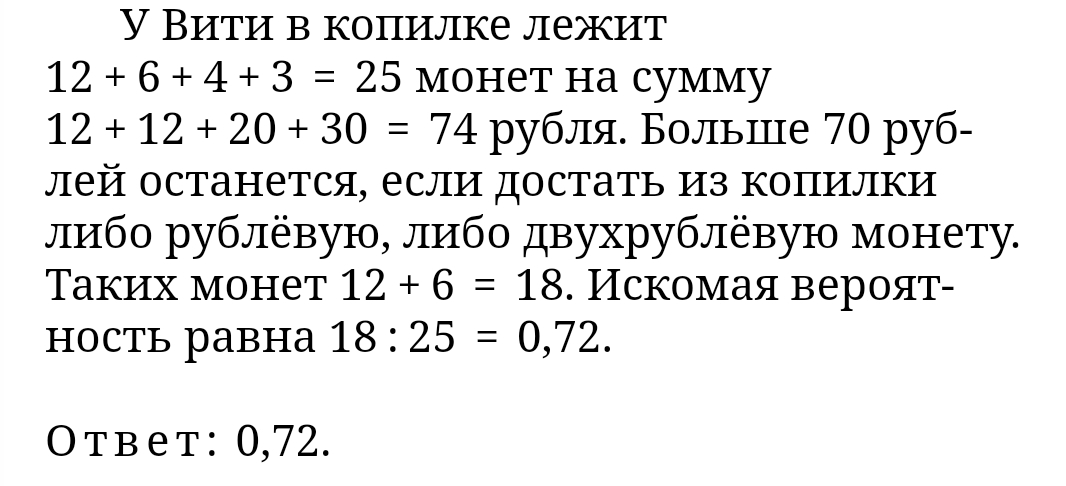 У Вити в копилке лежит
12 + 6 + 4 + 3 = 25 монет на сумму
12 + 12 + 20 + 30 = 74 рубля. Больше 70 руб-
лей останется, если достать из копилки
либо рублёвую, либо двухрублёвую монету.
Таких монет 12 + 6 = 18. Искомая вероят-
ность равна 18 : 25 = 0,72.
Ответ: 0,72.